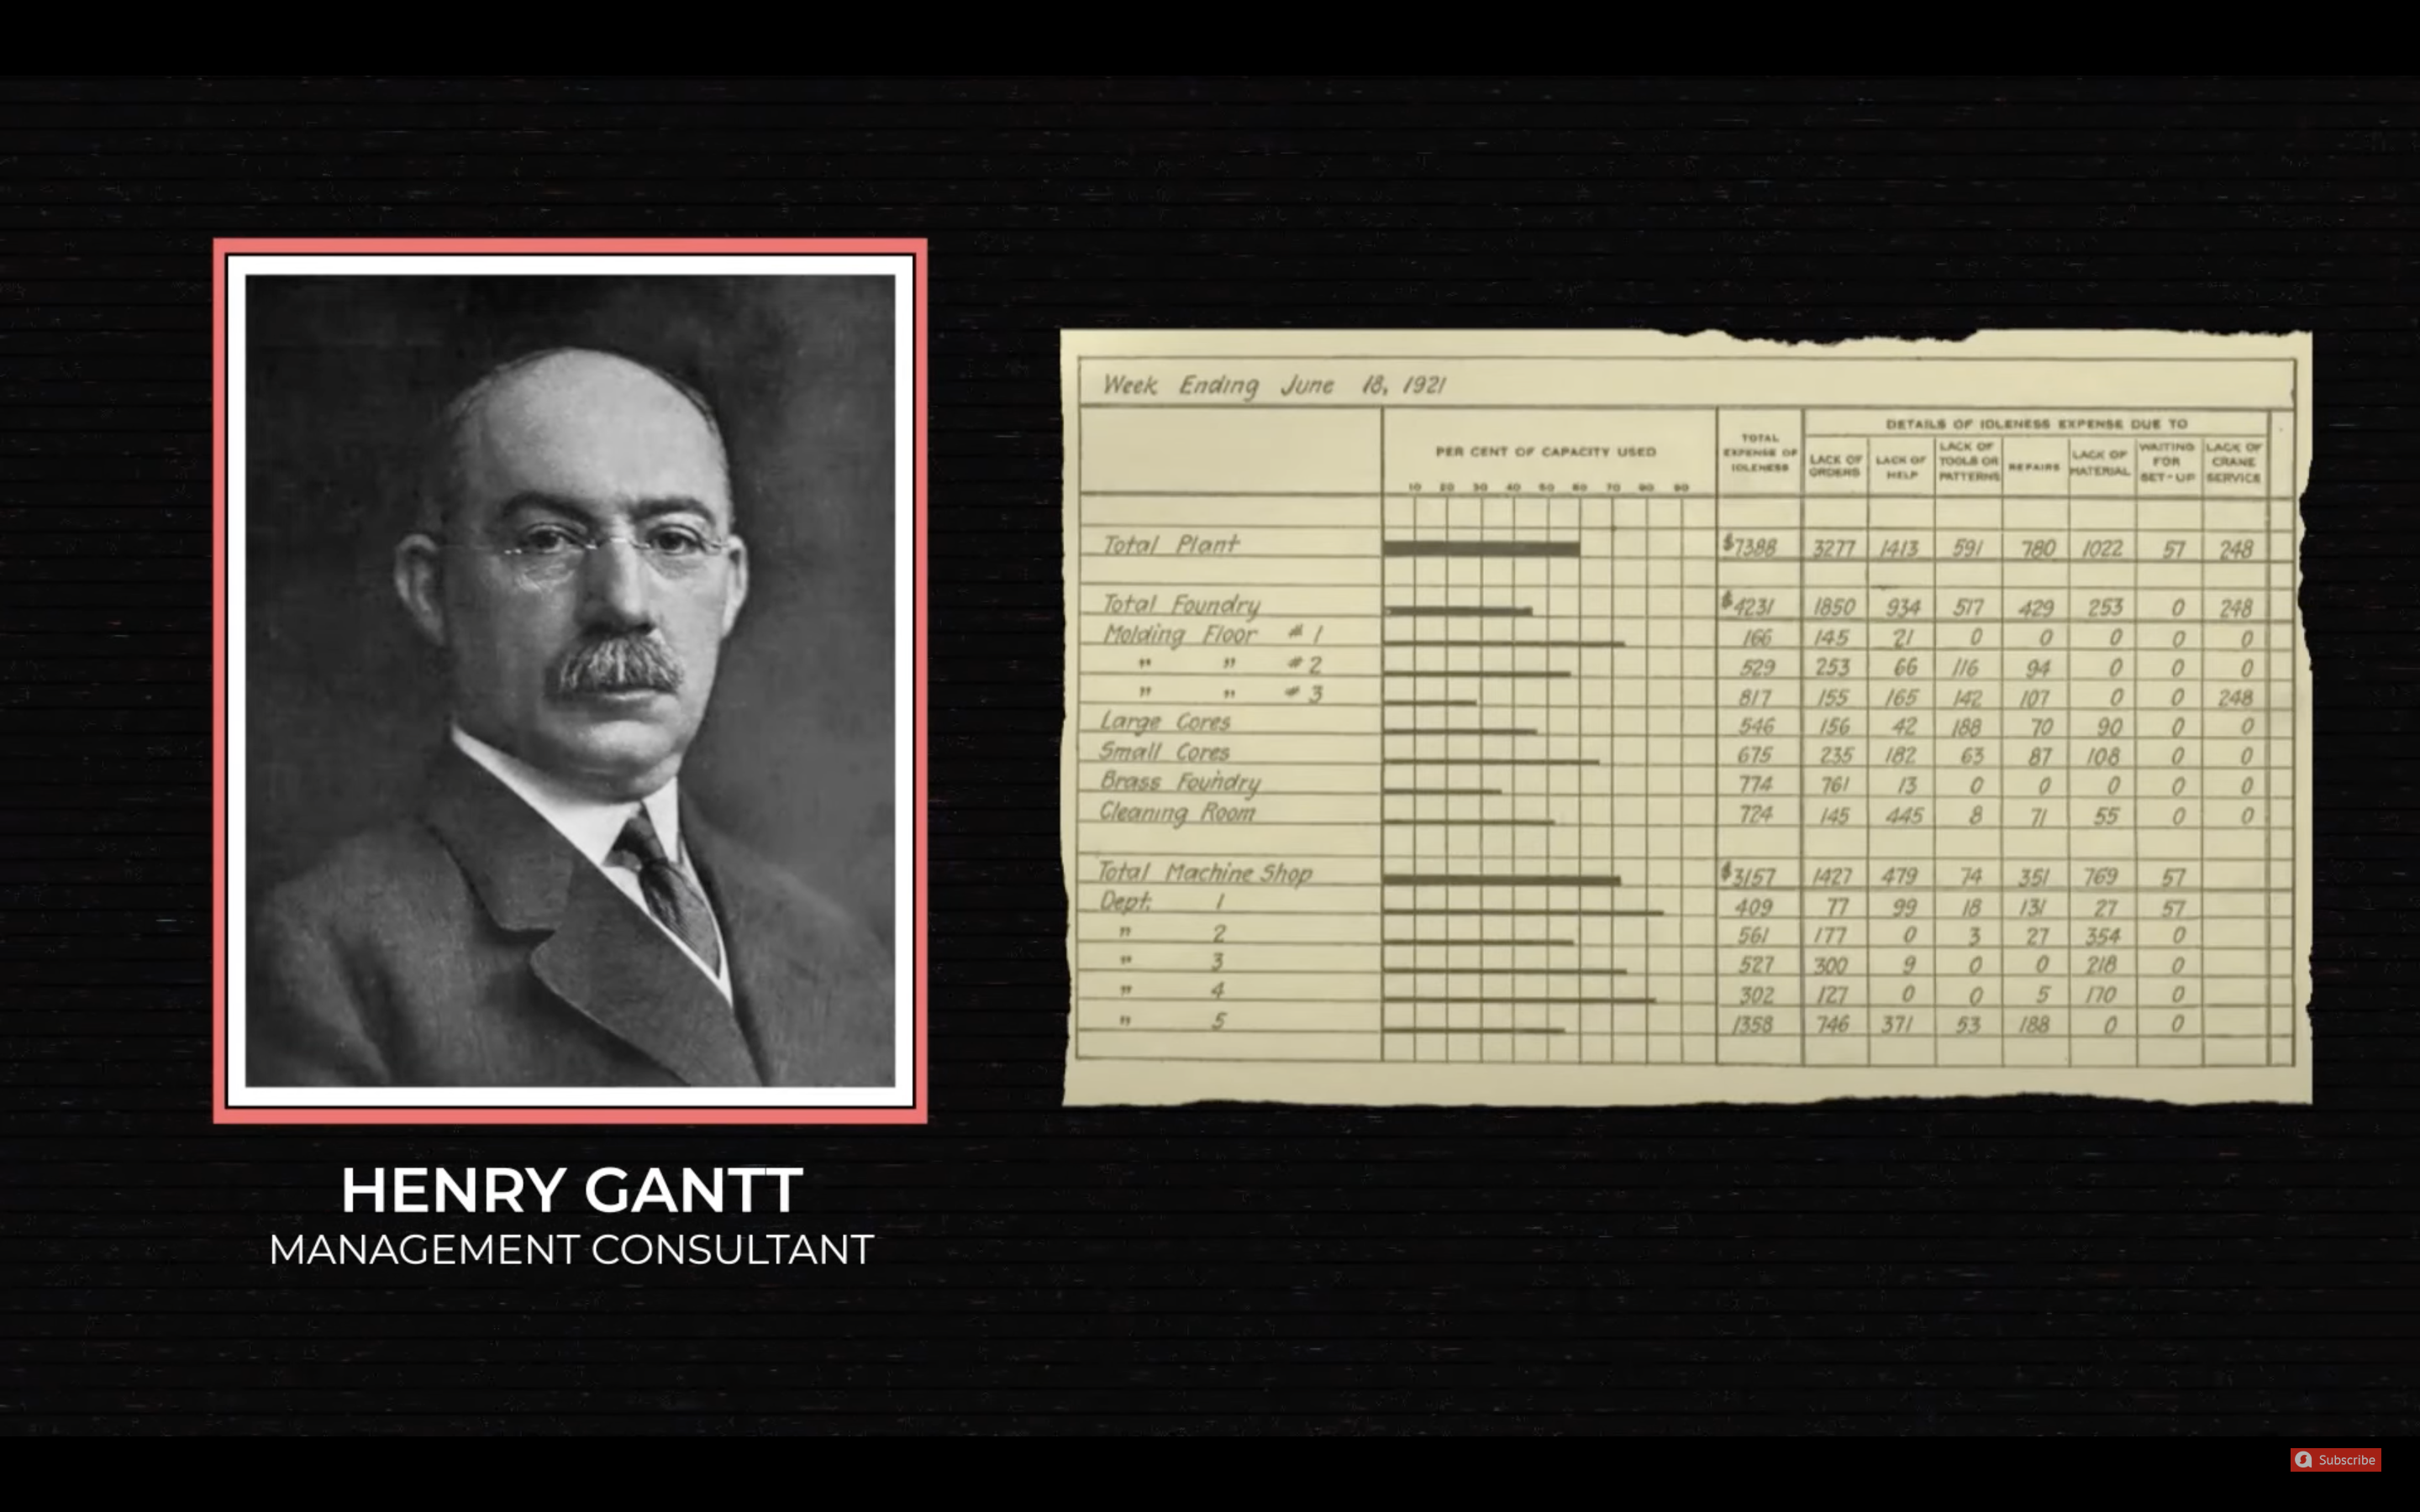 HENRY GANTT
MANAGEMENT CONSULTANT
Week Ending June 18, 1921
PER CENT OF CAPACITY USED
10 20 30 40 50 60 70 80 90
TOTAL EXPENSE OF IDLENESS
DETAILS OF IDLENESS EXPENSE DUE TO
LACK OF ORDERS
LACK OF HELP
LACK OF TOOLS OR PATTERNS
REPAIRS
LACK OF MATERIAL
WAITING FOR SET-UP
LACK OF CRANE SERVICE
Total Plant $7388 3277 1413 591 780 1022 57 248
Total Foundry $4231 1850 934 517 429 253 0 248
Molding Floor #1 166 145 21 0 0 0 0 0
" " #2 529 253 66 116 94 0 0 0
" " #3 817 155 165 142 107 0 0 248
Large Cores 546 156 42 188 70 90 0 0
Small Cores 675 235 182 63 87 108 0 0
Brass Foundry 774 761 13 0 0 0 0 0
Cleaning Room 724 145 445 8 71 55 0 0
Total Machine Shop $3157 1427 479 74 351 769 57
Dept. 1 409 77 99 18 131 27 57
" 2 561 177 0 3 27 354 0
" 3 527 300 9 0 0 218 0
" 4 302 127 0 0 5 170 0
" 5 1358 746 371 53 188 0 0
Subscribe